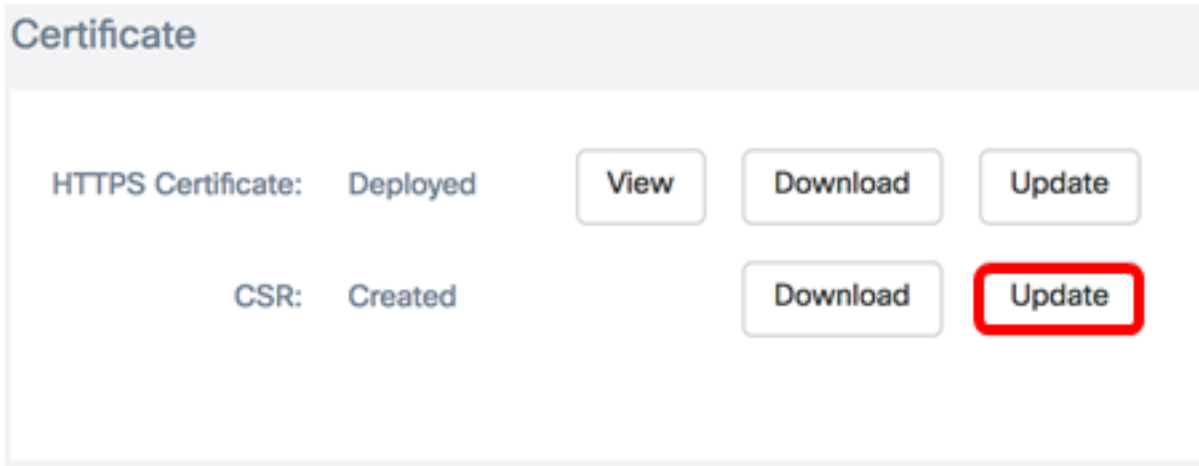 Certificate
HTTPS Certificate: Deployed View Download Update
CSR: Created Download Update